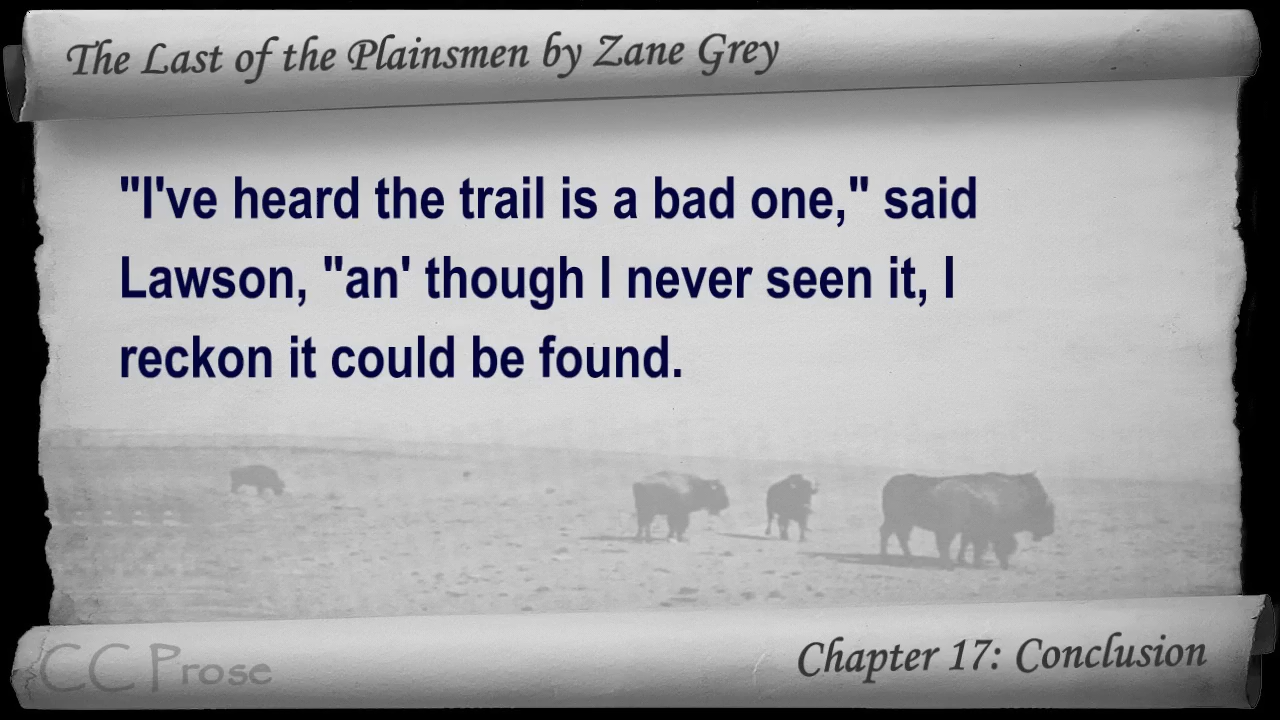 The Last of the Plainsmen by Zane Grey
"I've heard the trail is a bad one," said
Lawson, "an' though I never seen it, I
reckon it could be found.
CC Prose
Chapter 17: Conclusion